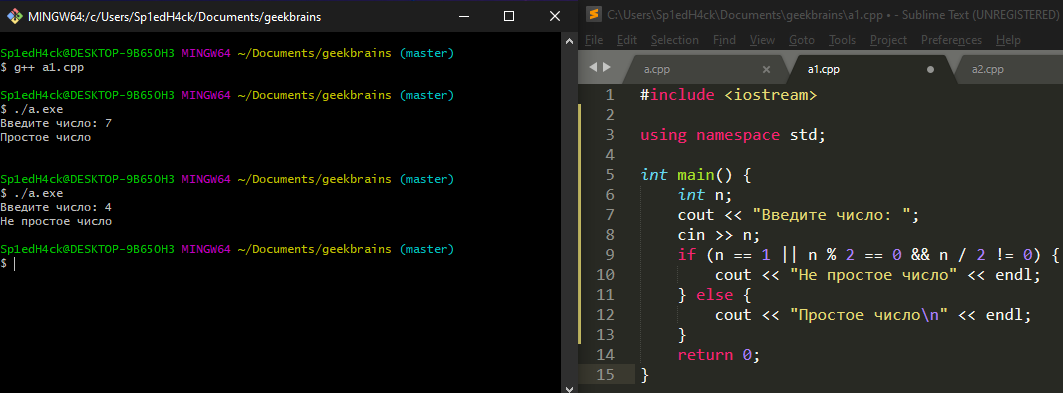 MINGW64:/c/Users/Sp1edH4ck/Documents/geekbrains
Sp1edH4ck@DESKTOP-9B65OH3 MINGW64 ~/Documents/geekbrains (master)
$ g++ a1.cpp
Sp1edH4ck@DESKTOP-9B65OH3 MINGW64 ~/Documents/geekbrains (master)
$ ./a.exe
Введите число: 7
Простое число
Sp1edH4ck@DESKTOP-9B65OH3 MINGW64 ~/Documents/geekbrains (master)
$ ./a.exe
Введите число: 4
Не простое число
Sp1edH4ck@DESKTOP-9B65OH3 MINGW64 ~/Documents/geekbrains (master)
$
C:\Users\Sp1edH4ck\Documents\geekbrains\a1.cpp • - Sublime Text (UNREGISTERED)
File Edit Selection Find View Goto Tools Project Preferences Help
a.cpp a1.cpp a2.cpp
1 #include <iostream>
2
3 using namespace std;
4
5 int main() {
6 int n;
7 cout << "Введите число: ";
8 cin >> n;
9 if (n == 1 || n % 2 == 0 && n / 2 != 0) {
10 cout << "Не простое число" << endl;
11 } else {
12 cout << "Простое число\n" << endl;
13 }
14 return 0;
15 }